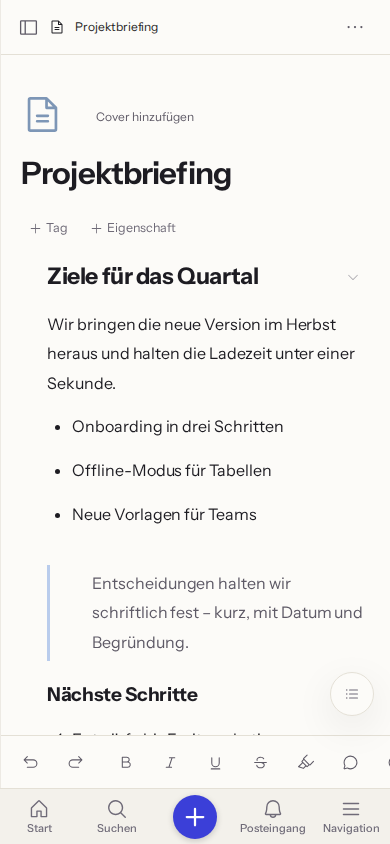 Projektbriefing
Cover hinzufügen
Projektbriefing
Tag
Eigenschaft
Ziele für das Quartal
Wir bringen die neue Version im Herbst
heraus und halten die Ladezeit unter einer
Sekunde.
• Onboarding in drei Schritten
• Offline-Modus für Tabellen
• Neue Vorlagen für Teams
Entscheidungen halten wir
schriftlich fest – kurz, mit Datum und
Begründung.
Nächste Schritte
B I U S
Start
Suchen
Posteingang
Navigation